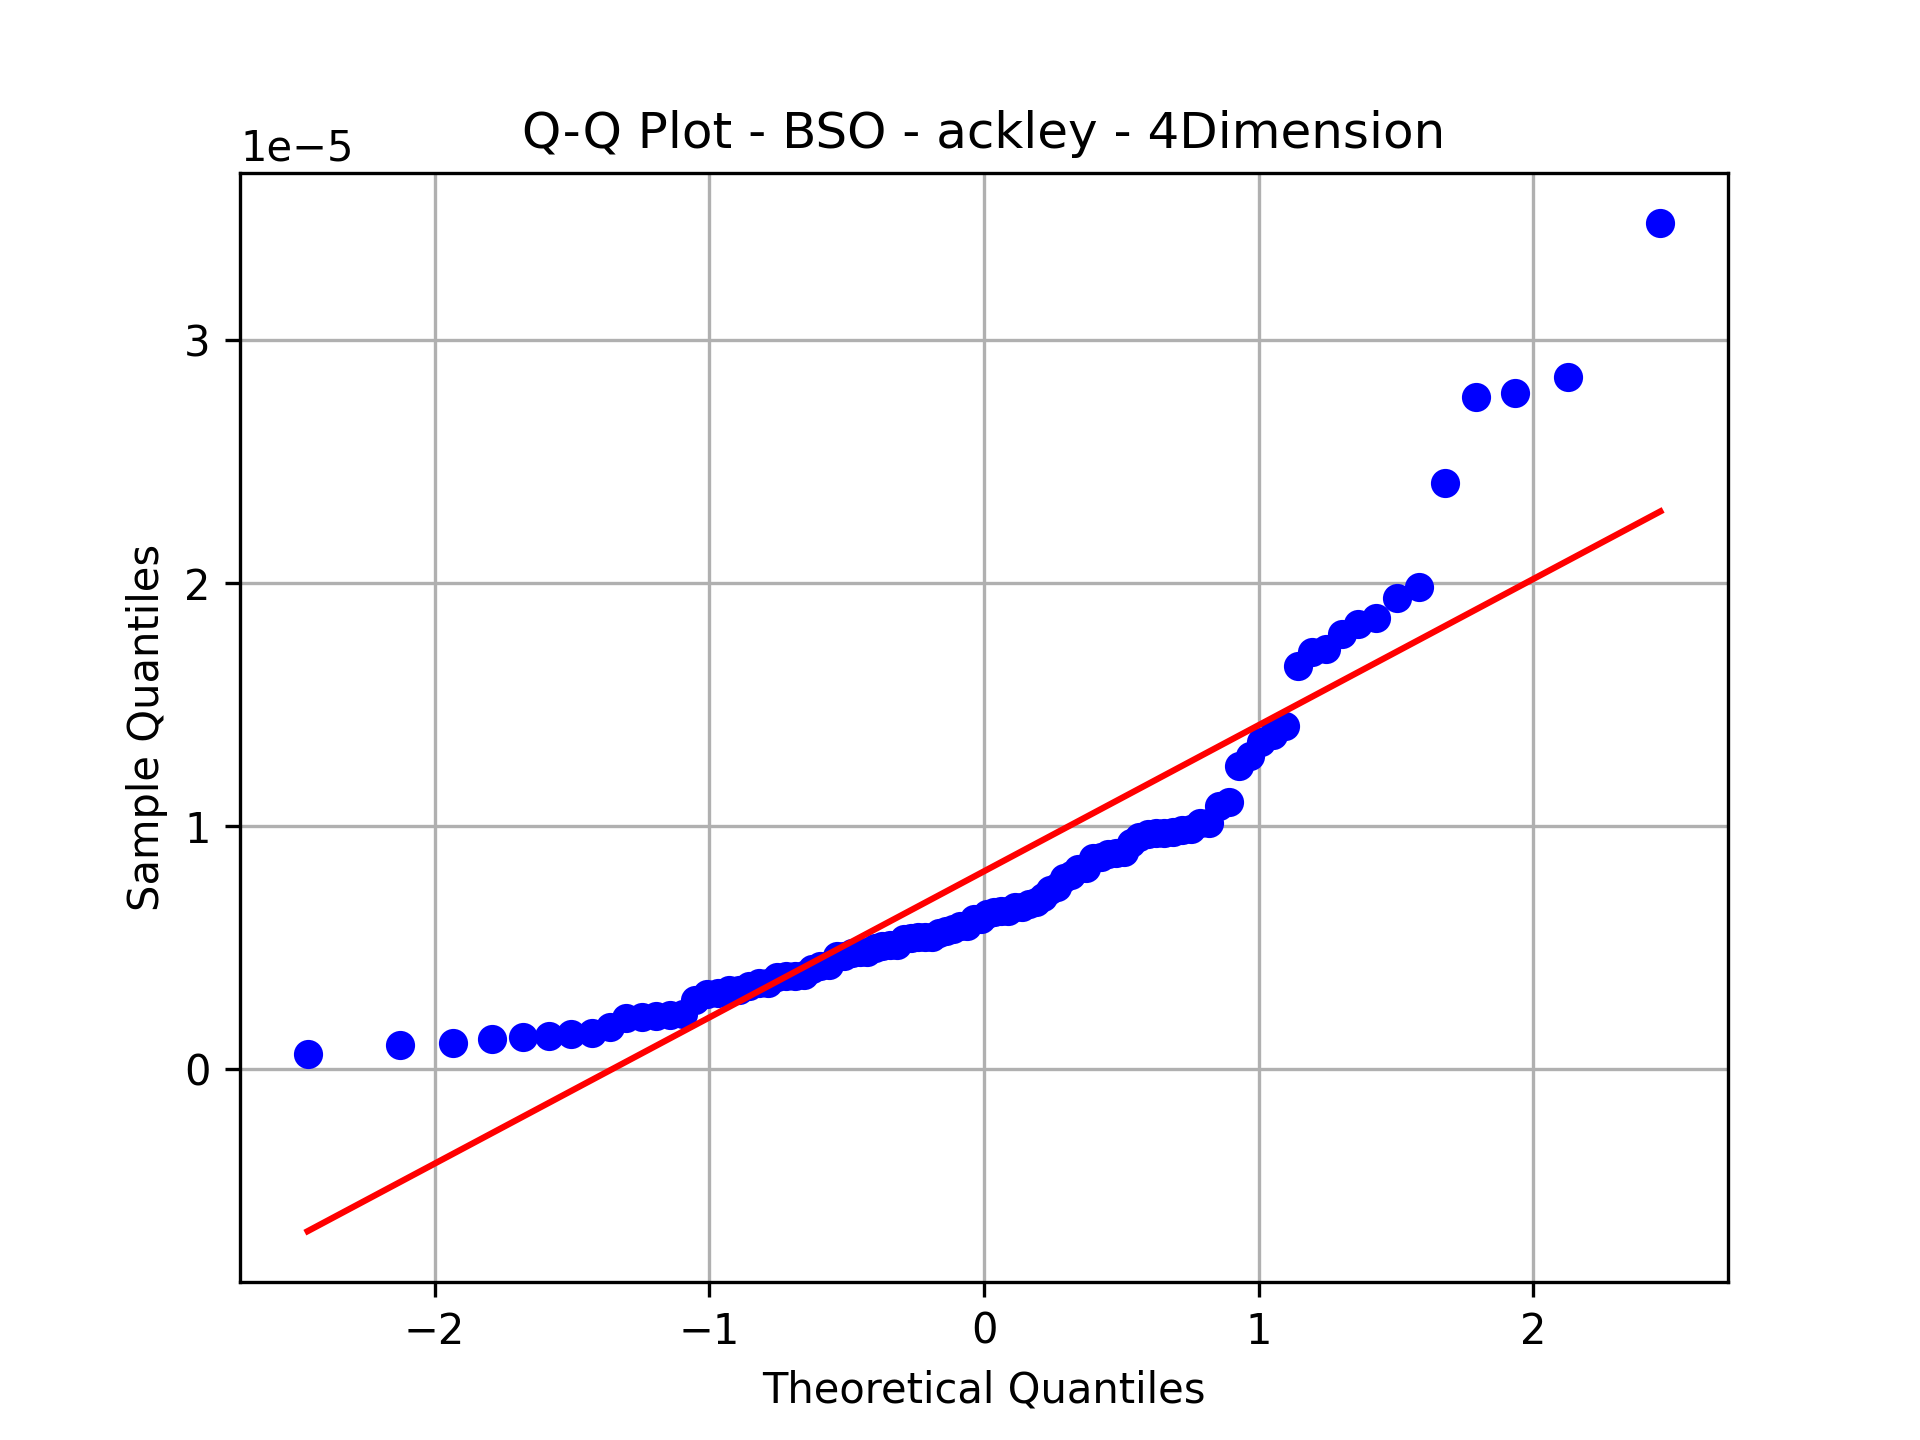 Q-Q Plot - BSO - ackley - 4Dimension
1e−5
3
2
1
0
Sample Quantiles
−2
−1
0
1
2
Theoretical Quantiles